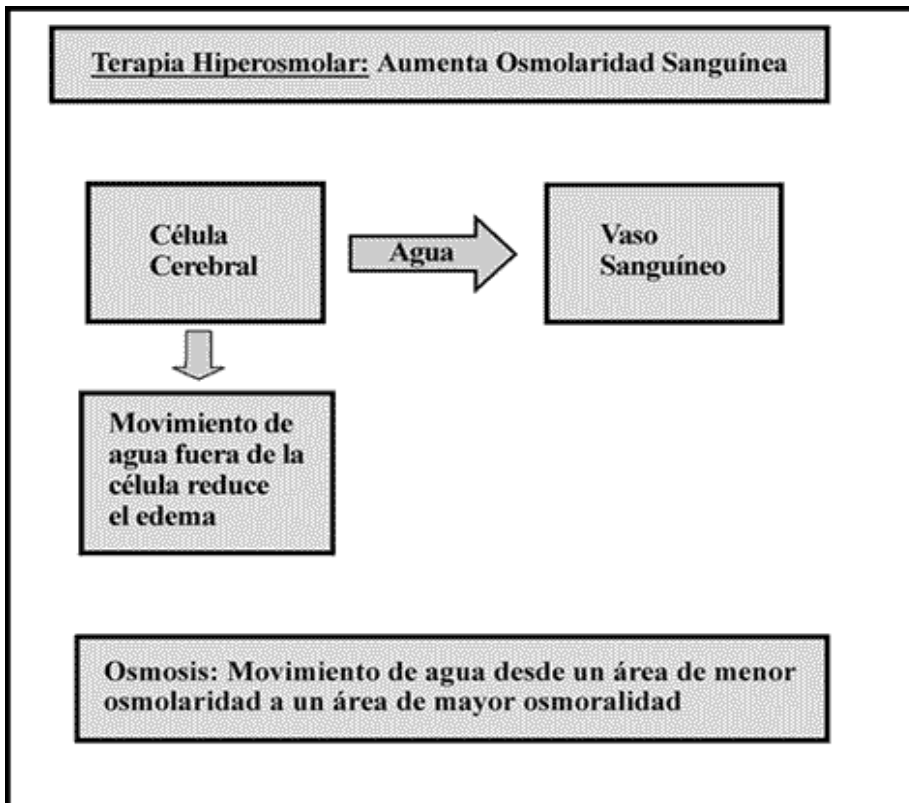 Terapia Hiperosmolar: Aumenta Osmolaridad Sanguínea
Célula
Cerebral
Agua
Vaso
Sanguíneo
Movimiento de
agua fuera de la
célula reduce
el edema
Osmosis: Movimiento de agua desde un área de menor
osmolaridad a un área de mayor osmoralidad